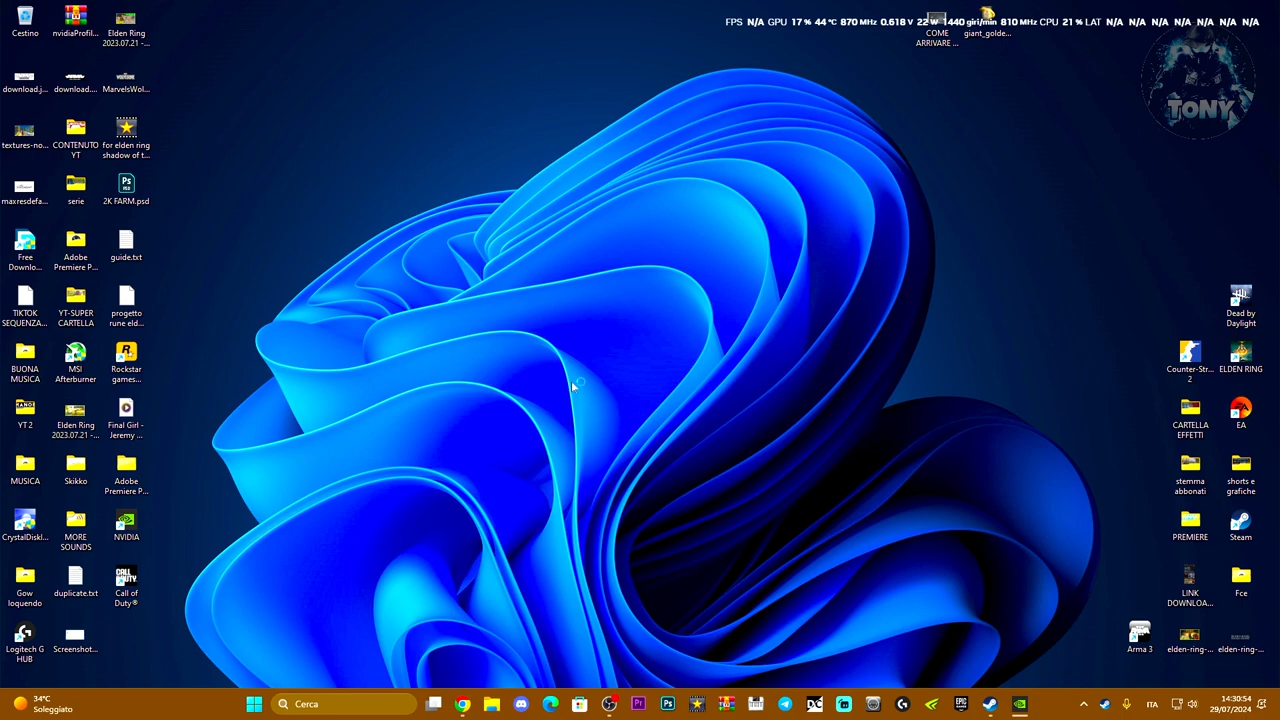 FPS N/A GPU 17 % 44 °C 870 MHz 0.618 V 22 W 1440 giri/min 810 MHz CPU 21 % LAT N/A N/A N/A N/A N/A N/A N/A
Cestino
nvidiaProfil...
Elden Ring
2023.07.21 -...
COME
ARRIVARE ...
giant_golde...
TONY
download.j...
download....
MarvelsWol...
textures-no...
CONTENUTO
YT
for elden ring
shadow of t...
maxresdefa...
serie
2K FARM.psd
Free
Downlo...
Adobe
Premiere P...
guide.txt
TIKTOK
SEQUENZA...
YT-SUPER
CARTELLA
progetto
rune eld...
Dead by
Daylight
BUONA
MUSICA
MSI
Afterburner
Rockstar
games...
Counter-Str...
2
ELDEN RING
YT 2
Elden Ring
2023.07.21 -...
Final Girl -
Jeremy ...
CARTELLA
EFFETTI
EA
MUSICA
Skikko
Adobe
Premiere P...
stemma
abbonati
shorts e
grafiche
CrystalDiskI...
MORE
SOUNDS
NVIDIA
PREMIERE
Steam
Gow
loquendo
duplicate.txt
Call of
Duty®
LINK
DOWNLOA...
Fce
Logitech G
HUB
Screenshot...
Arma 3
elden-ring-...
elden-ring-...
34°C
Soleggiato
Cerca
ITA
14:30:54
29/07/2024